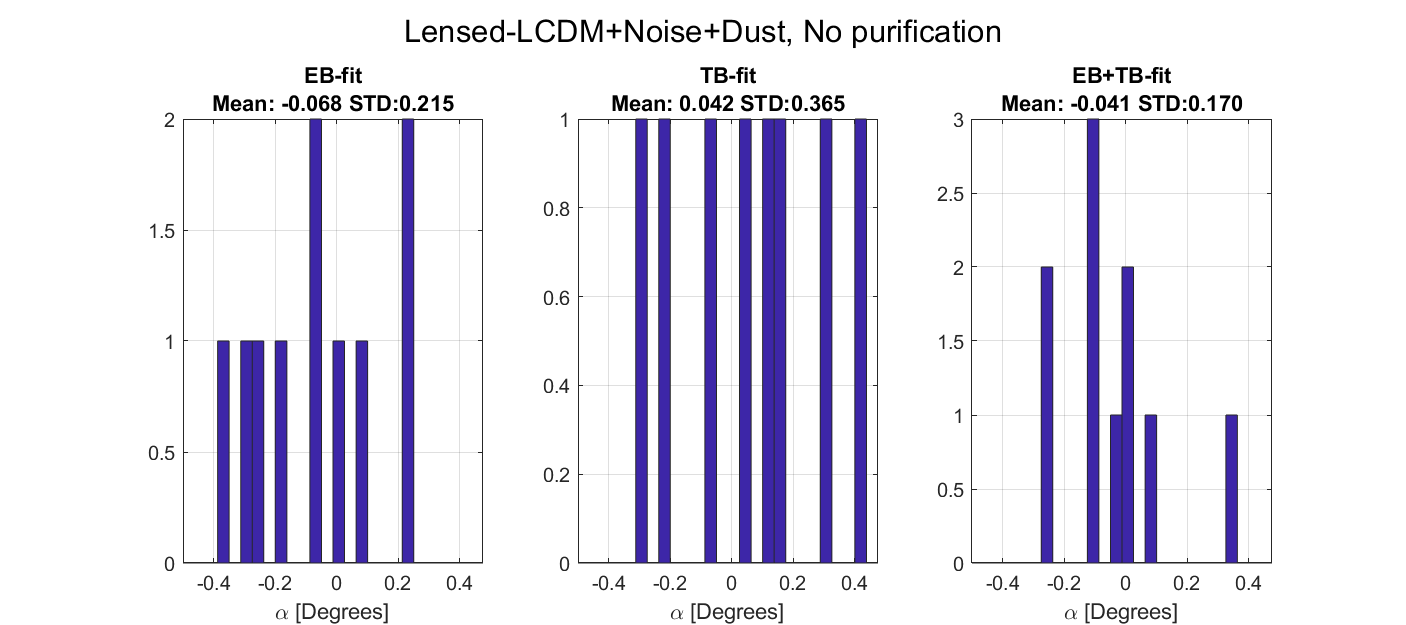 Lensed-LCDM+Noise+Dust, No purification
EB-fit
Mean: -0.068 STD:0.215
2
1.5
1
0.5
0
-0.4 -0.2 0 0.2 0.4
α [Degrees]
TB-fit
Mean: 0.042 STD:0.365
1
0.8
0.6
0.4
0.2
0
-0.4 -0.2 0 0.2 0.4
α [Degrees]
EB+TB-fit
Mean: -0.041 STD:0.170
3
2.5
2
1.5
1
0.5
0
-0.4 -0.2 0 0.2 0.4
α [Degrees]